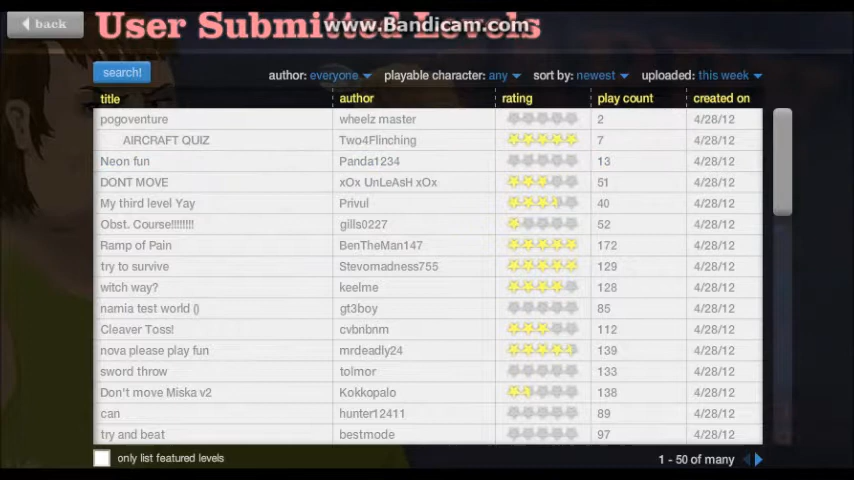 back
User Submitted Levels
www.Bandicam.com
search!
author: everyone playable character: any sort by: newest uploaded: this week
title author rating play count created on
pogoventure wheelz master 2 4/28/12
AIRCRAFT QUIZ Two4Flinching 7 4/28/12
Neon fun Panda1234 13 4/28/12
DONT MOVE xOx UnLeAsH xOx 51 4/28/12
My third level Yay Privul 40 4/28/12
Obst. Course!!!!!!!! gills0227 52 4/28/12
Ramp of Pain BenTheMan147 172 4/28/12
try to survive Stevomadness755 129 4/28/12
witch way? keelme 128 4/28/12
namia test world () gt3boy 85 4/28/12
Cleaver Toss! cvbnbnm 112 4/28/12
nova please play fun mrdeadly24 139 4/28/12
sword throw tolmor 133 4/28/12
Don't move Miska v2 Kokkopalo 138 4/28/12
can hunter12411 89 4/28/12
try and beat bestmode 97 4/28/12
only list featured levels 1 - 50 of many